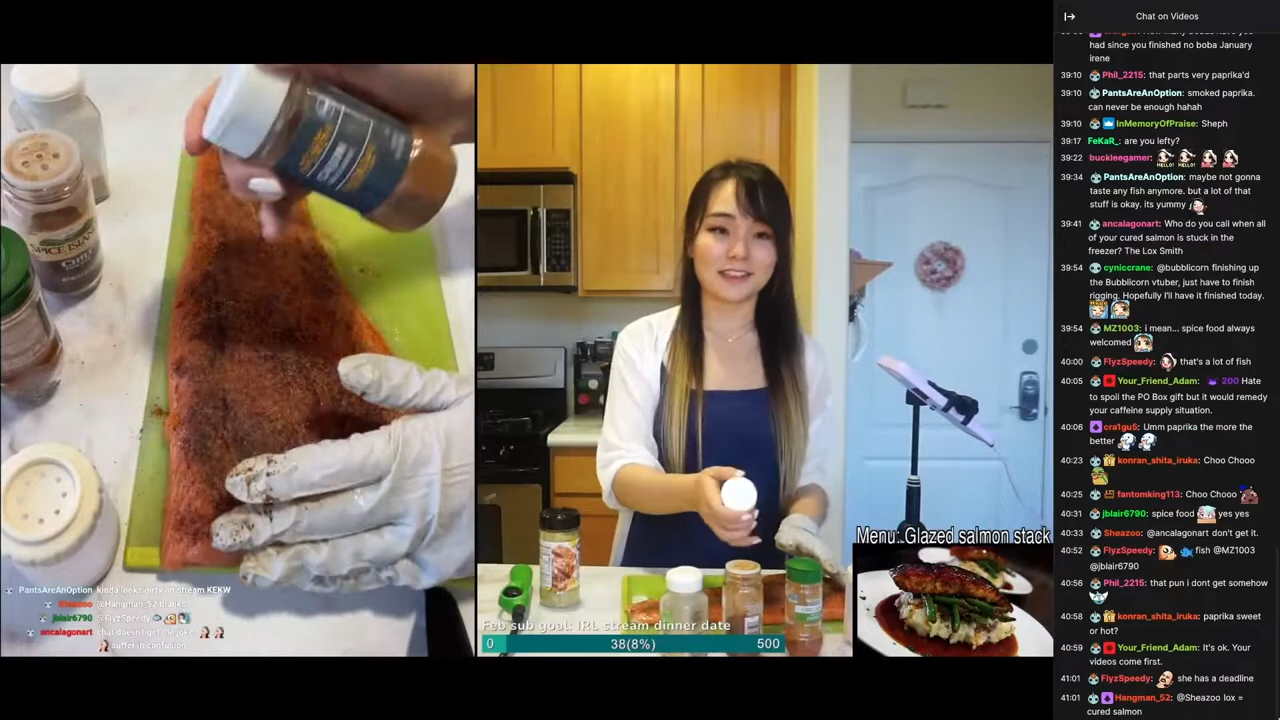 Chat on Videos
had since you finished no boba January
irene
39:10 Phil_2215: that parts very paprika'd
39:10 PantsAreAnOption: smoked paprika.
can never be enough hahah
39:10 InMemoryOfPraise: Sheph
39:17 FeKaR_: are you lefty?
39:22 buckleegamer:
39:34 PantsAreAnOption: maybe not gonna
taste any fish anymore. but a lot of that
stuff is okay. its yummy
39:41 ancalagonart: Who do you call when all
of your cured salmon is stuck in the
freezer? The Lox Smith
39:54 cyniccrane: @bubblicorn finishing up
the Bubblicorn vtuber, just have to finish
rigging. Hopefully I'll have it finished today.
39:54 MZ1003: i mean... spice food always
welcomed
40:00 FlyzSpeedy: that's a lot of fish
40:05 Your_Friend_Adam: 200 Hate
to spoil the PO Box gift but it would remedy
your caffeine supply situation.
40:06 cra1gu5: Umm paprika the more the
better
40:23 konran_shita_iruka: Choo Chooo
40:25 fantomking113: Choo Chooo
40:31 jblair6790: spice food yes yes
40:33 Sheazoo: @ancalagonart don't get it.
40:52 FlyzSpeedy: fish @MZ1003
@jblair6790
40:56 Phil_2215: that pun i dont get somehow
40:58 konran_shita_iruka: paprika sweet
or hot?
40:59 Your_Friend_Adam: It's ok. Your
videos come first.
41:01 FlyzSpeedy: she has a deadline
41:01 Hangman_52: @Sheazoo lox =
cured salmon
SPICE ISLAN
PantsAreAnOption kinda looks dirty on stream KEKW
Sheazoo @Hangman_52 thanks
jblair6790 @FlyzSpeedy
ancalagonart chat doesn't get the joke
suffer in confusion
Menu: Glazed salmon stack
Feb sub goal: IRL stream dinner date
0 38(8%) 500